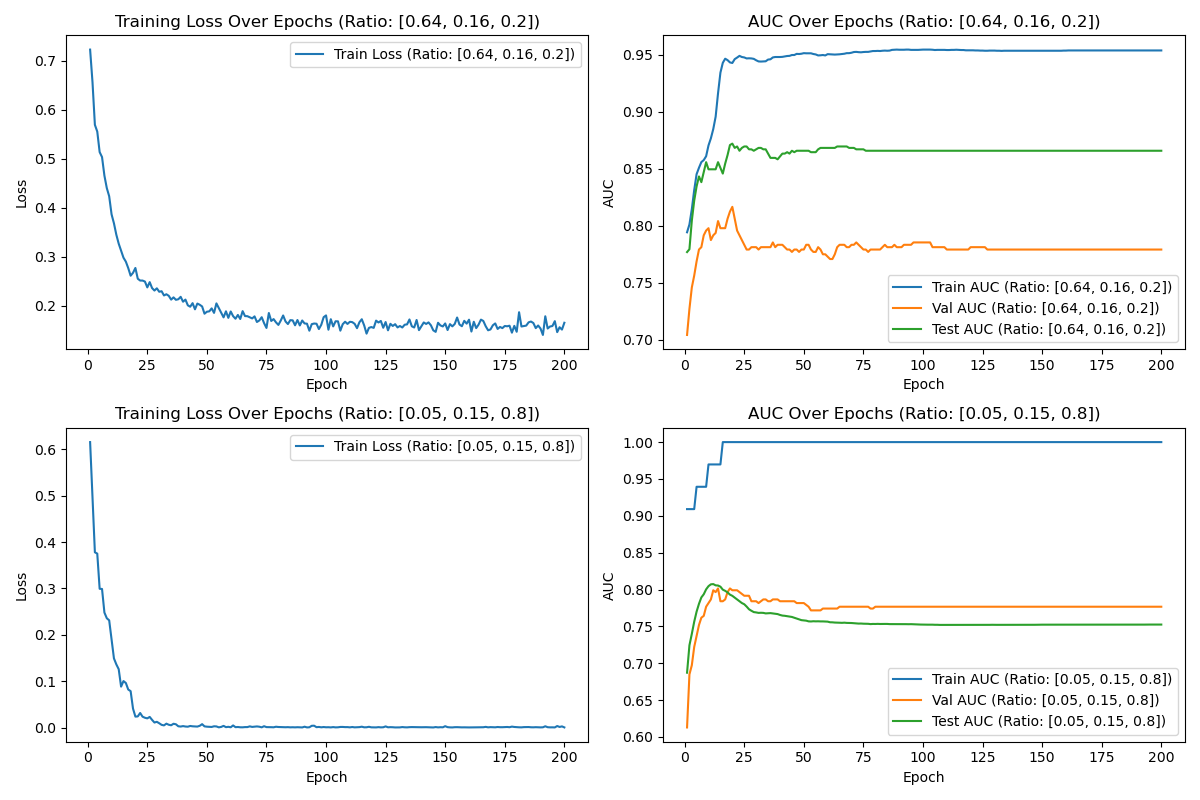 Training Loss Over Epochs (Ratio: [0.64, 0.16, 0.2])
Train Loss (Ratio: [0.64, 0.16, 0.2])
0.7
0.6
0.5
0.4
0.3
0.2
Loss
0 25 50 75 100 125 150 175 200
Epoch
AUC Over Epochs (Ratio: [0.64, 0.16, 0.2])
0.95
0.90
0.85
0.80
0.75
0.70
AUC
Train AUC (Ratio: [0.64, 0.16, 0.2])
Val AUC (Ratio: [0.64, 0.16, 0.2])
Test AUC (Ratio: [0.64, 0.16, 0.2])
0 25 50 75 100 125 150 175 200
Epoch
Training Loss Over Epochs (Ratio: [0.05, 0.15, 0.8])
Train Loss (Ratio: [0.05, 0.15, 0.8])
0.6
0.5
0.4
0.3
0.2
0.1
0.0
Loss
0 25 50 75 100 125 150 175 200
Epoch
AUC Over Epochs (Ratio: [0.05, 0.15, 0.8])
1.00
0.95
0.90
0.85
0.80
0.75
0.70
0.65
0.60
AUC
Train AUC (Ratio: [0.05, 0.15, 0.8])
Val AUC (Ratio: [0.05, 0.15, 0.8])
Test AUC (Ratio: [0.05, 0.15, 0.8])
0 25 50 75 100 125 150 175 200
Epoch